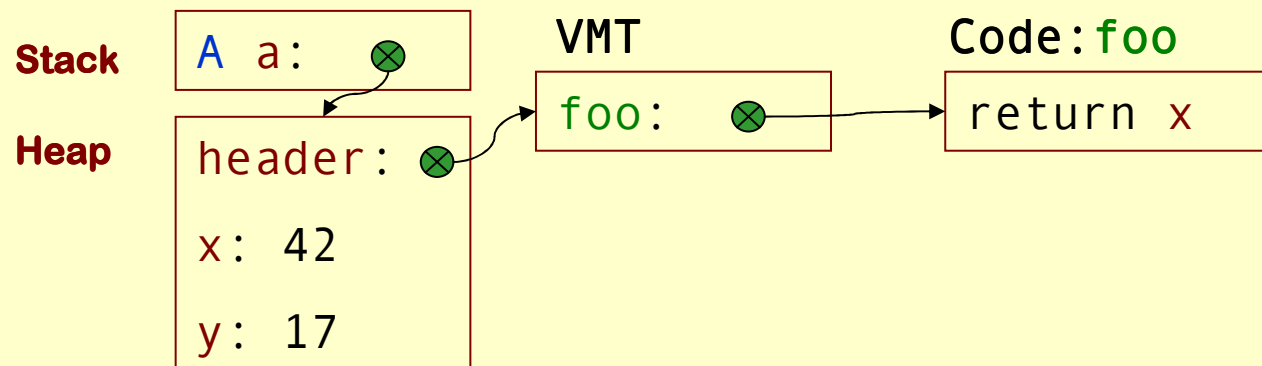 Stack
A a:
Heap
header:
x: 42
y: 17
VMT
foo:
Code:foo
return x